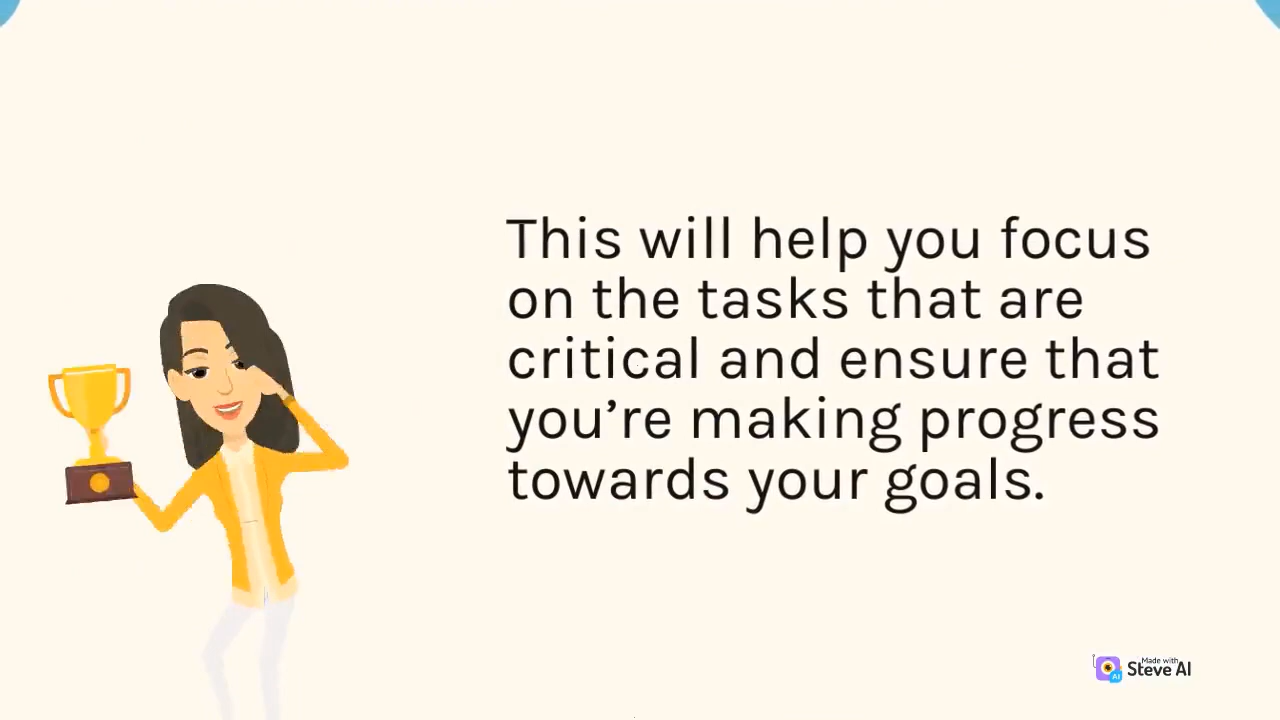 This will help you focus
on the tasks that are
critical and ensure that
you’re making progress
towards your goals.
Made with
Steve AI
AI